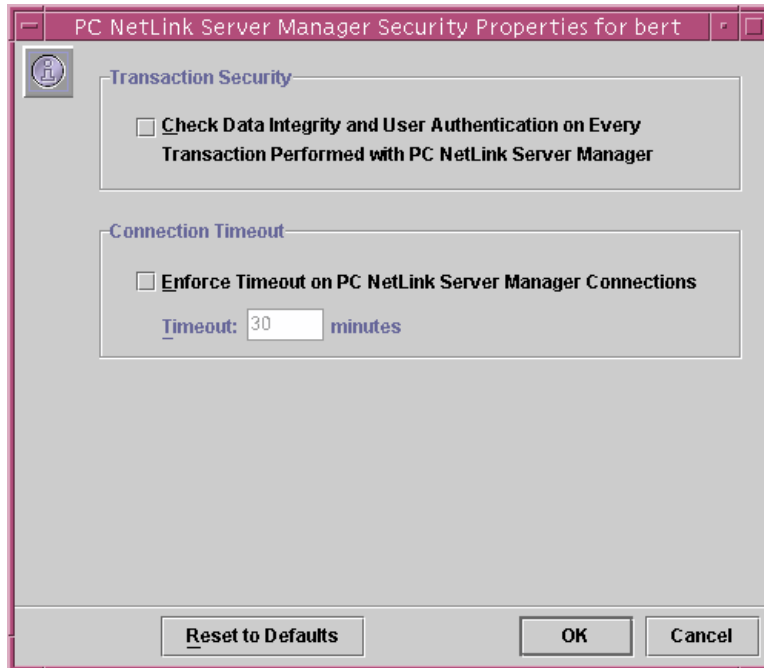 PC NetLink Server Manager Security Properties for bert
Transaction Security
Check Data Integrity and User Authentication on Every
Transaction Performed with PC NetLink Server Manager
Connection Timeout
Enforce Timeout on PC NetLink Server Manager Connections
Timeout: 30 minutes
Reset to Defaults OK Cancel